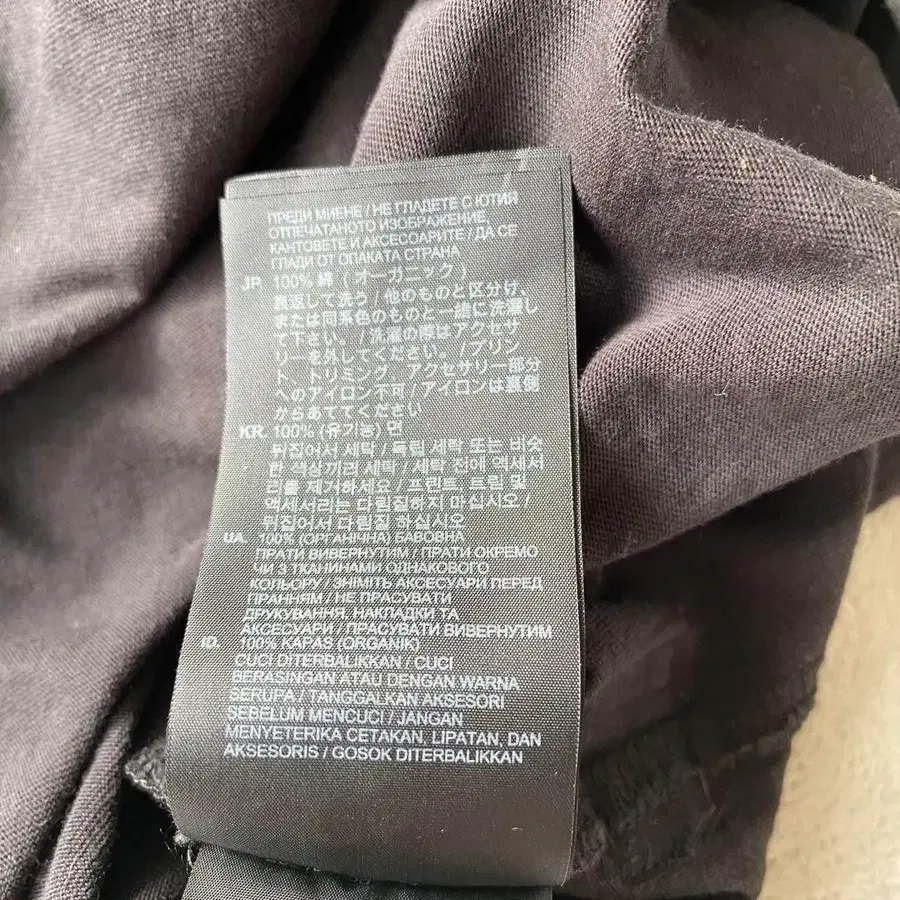 ПРЕДИ МИЕНЕ / НЕ ГЛАДЕТЕ С ЮТИЯ
ОТПЕЧАТАНОТО ИЗОБРАЖЕНИЕ,
КАНТОВЕТЕ И АКСЕСОАРИТЕ / ДА СЕ
ГЛАДИ ОТ ОПАКАТА СТРАНА
JP. 100% 綿 (オーガニック)
裏返して洗う / 他のものと区分け、
または同系色のものと一緒に洗濯し
て下さい。/ 洗濯の際はアクセサ
リーを外してください。/ プリン
ト、トリミング、アクセサリー部分
へのアイロン不可 / アイロンは裏側
からあててください
KR. 100% (유기농) 면
뒤집어서 세탁 / 독립 세탁 또는 비슷
한 색상끼리 세탁 / 세탁 전에 액세서
리를 제거하세요 / 프린트, 트림 및
액세서리는 다림질하지 마십시오 /
뒤집어서 다림질 하십시오
UA. 100% (ОРГАНІЧНА) БАВОВНА
ПРАТИ ВИВЕРНУТИМ / ПРАТИ ОКРЕМО
ЧИ З ТКАНИНАМИ ОДНАКОВОГО
КОЛЬОРУ / ЗНІМІТЬ АКСЕСУАРИ ПЕРЕД
ПРАННЯМ / НЕ ПРАСУВАТИ
ДРУКУВАННЯ, НАКЛАДКИ ТА
АКСЕСУАРИ / ПРАСУВАТИ ВИВЕРНУТИМ
ID. 100% KAPAS (ORGANIK)
CUCI DITERBALIKKAN / CUCI
BERASINGAN ATAU DENGAN WARNA
SERUPA / TANGGALKAN AKSESORI
SEBELUM MENCUCI / JANGAN
MENYETERIKA CETAKAN, LIPATAN, DAN
AKSESORIS / GOSOK DITERBALIKKAN